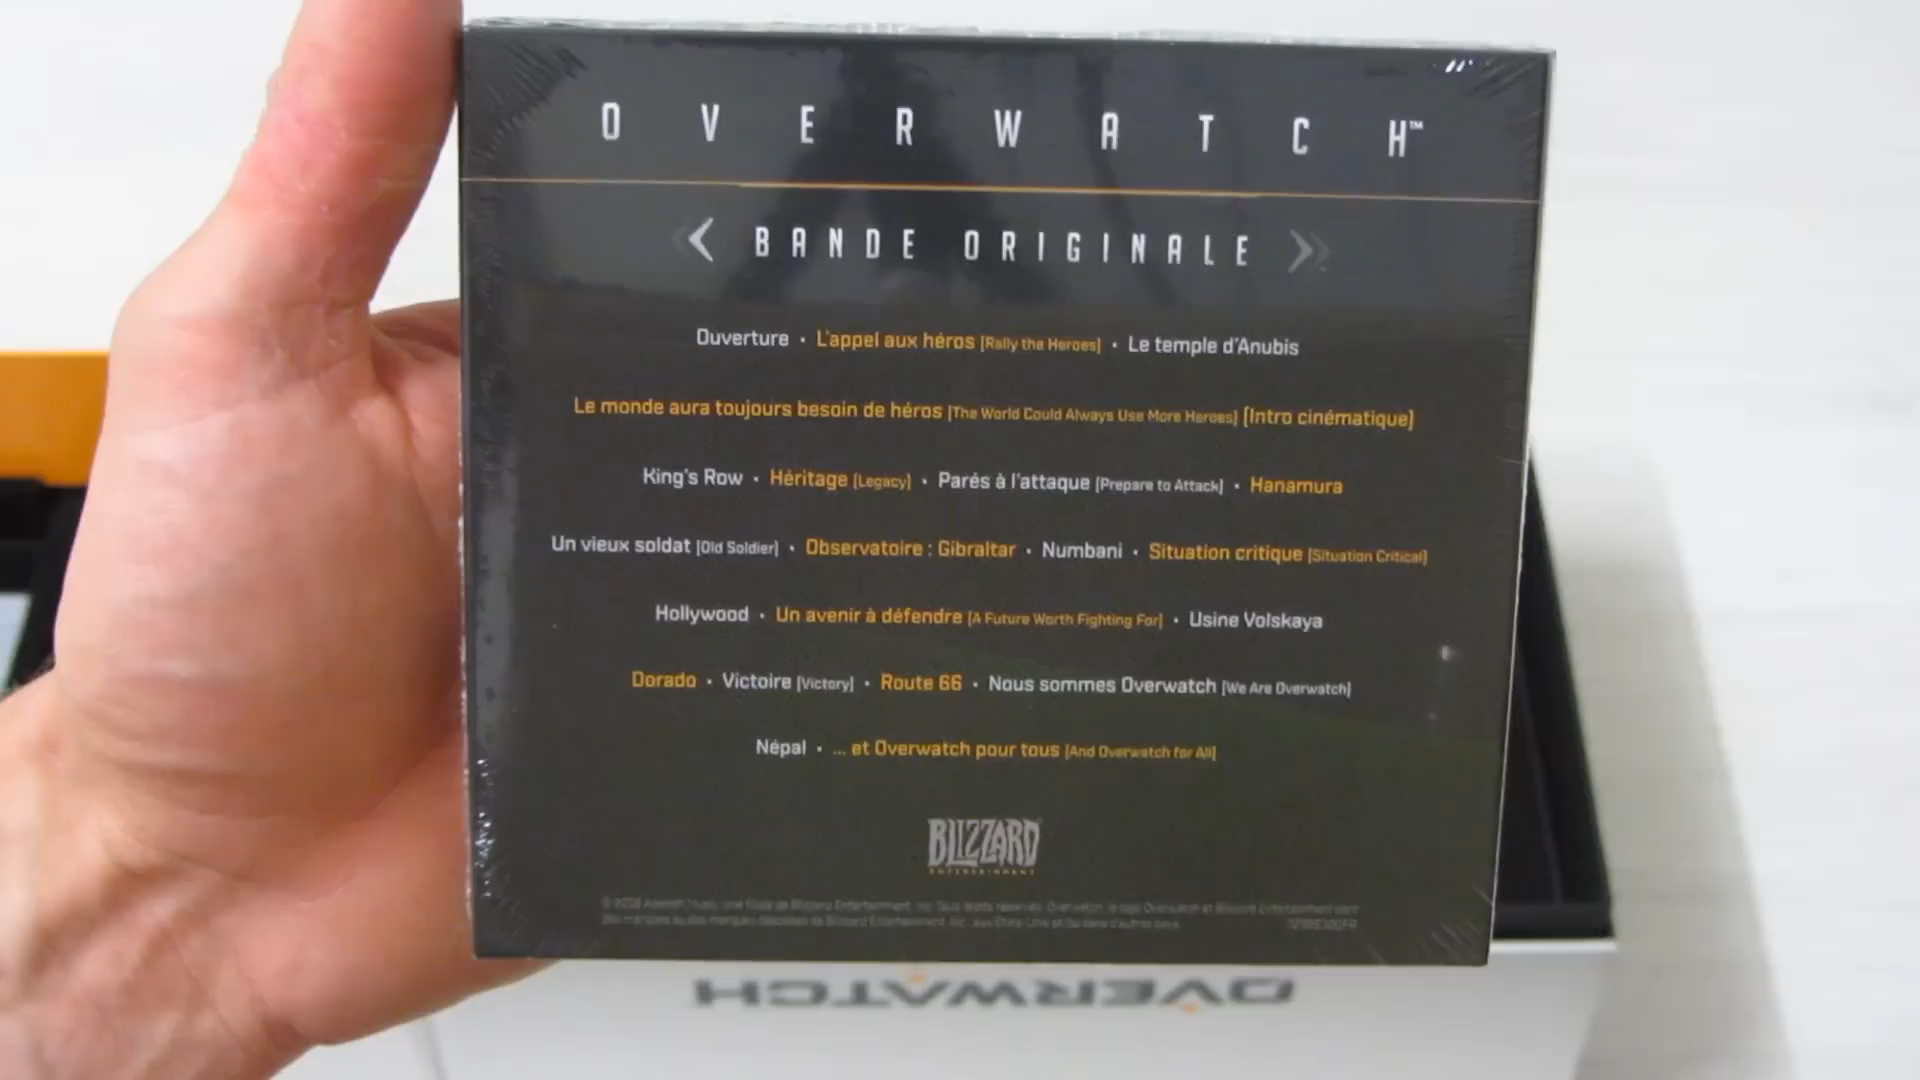 OVERWATCH™
BANDE ORIGINALE
Ouverture · L'appel aux héros [Rally the Heroes] · Le temple d'Anubis
Le monde aura toujours besoin de héros [The World Could Always Use More Heroes] [Intro cinématique]
King's Row · Héritage [Legacy] · Parés à l'attaque [Prepare to Attack] · Hanamura
Un vieux soldat [Old Soldier] · Observatoire : Gibraltar · Numbani · Situation critique [Situation Critical]
Hollywood · Un avenir à défendre [A Future Worth Fighting For] · Usine Volskaya
Dorado · Victoire [Victory] · Route 66 · Nous sommes Overwatch [We Are Overwatch]
Népal · ... et Overwatch pour tous [And Overwatch for All]
BLIZZARD
ENTERTAINMENT
OVERWATCH